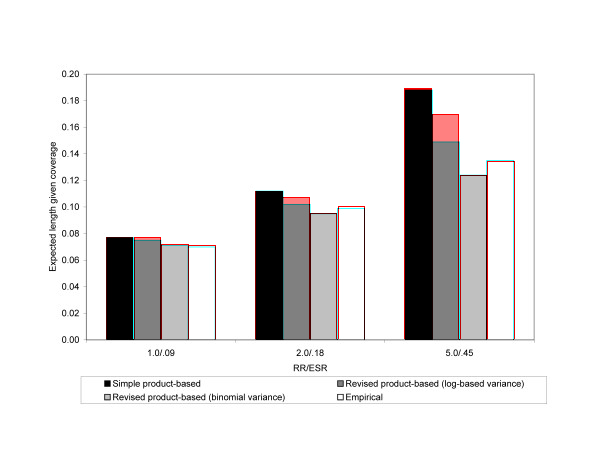 0.20
0.18
0.16
0.14
0.12
0.10
0.08
0.06
0.04
0.02
0.00
Expected length given coverage
1.0/.09 2.0/.18 5.0/.45
RR/ESR
Simple product-based Revised product-based (log-based variance)
Revised product-based (binomial variance) Empirical